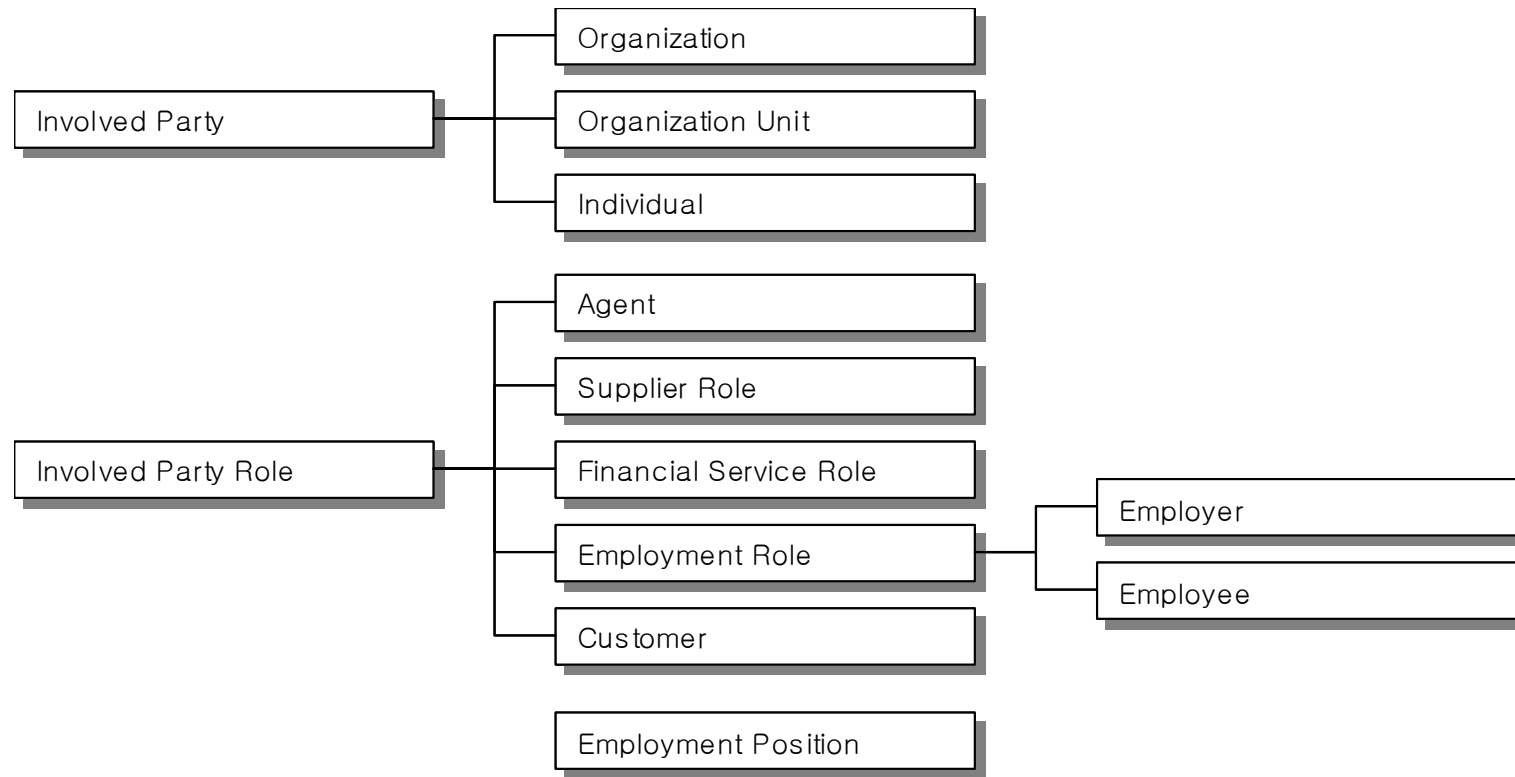 Organization
Involved Party
Organization Unit
Individual
Agent
Supplier Role
Involved Party Role
Financial Service Role
Employer
Employment Role
Employee
Customer
Employment Position